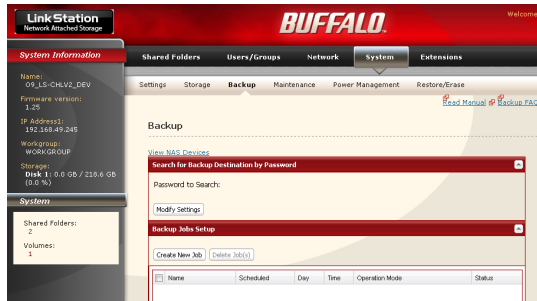 LinkStation
Network Attached Storage
BUFFALO
Welcome
System Information
Shared Folders Users/Groups Network System Extensions
Settings Storage Backup Maintenance Power Management Restore/Erase
Name:
09_LS-CHLV2_DEV
Firmware version:
1.25
IP Address1:
192.168.49.245
Workgroup:
WORKGROUP
Storage:
Disk 1: 0.0 GB / 218.6 GB
(0.0 %)
System
Shared Folders:
2
Volumes:
1
Read Manual Backup FAQ
Backup
View NAS Devices
Search for Backup Destination by Password
Password to Search:
Modify Settings
Backup Jobs Setup
Create New Job Delete Job(s)
Name Scheduled Day Time Operation Mode Status